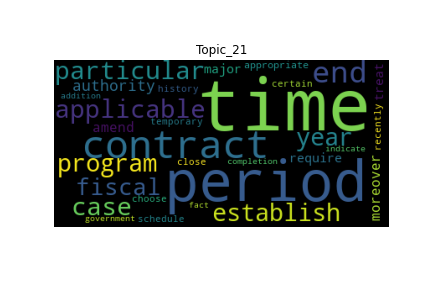 Topic_21
particular
major
appropriate
end
treat
authority
history
certain
time
addition
applicable
temporary
recently
amend
contract
year
indicate
program
close
completion
require
moreover
fiscal
period
choose
case
fact
establish
government
schedule